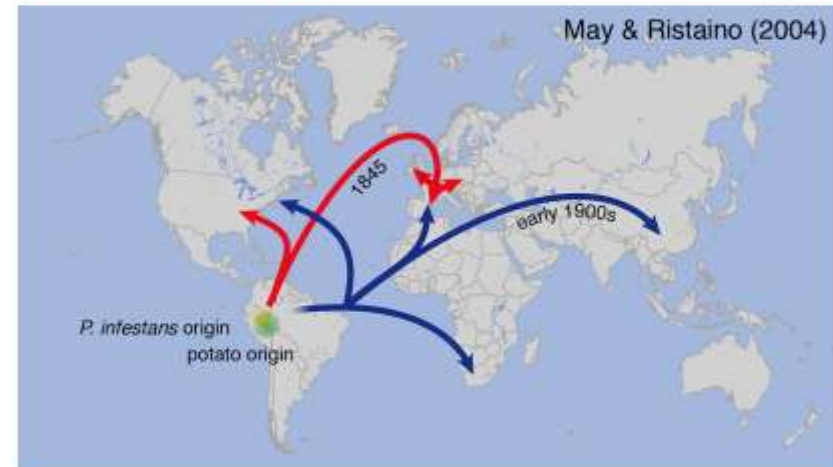 May & Ristaino (2004)
1845
early 1900s
P. infestans origin
potato origin